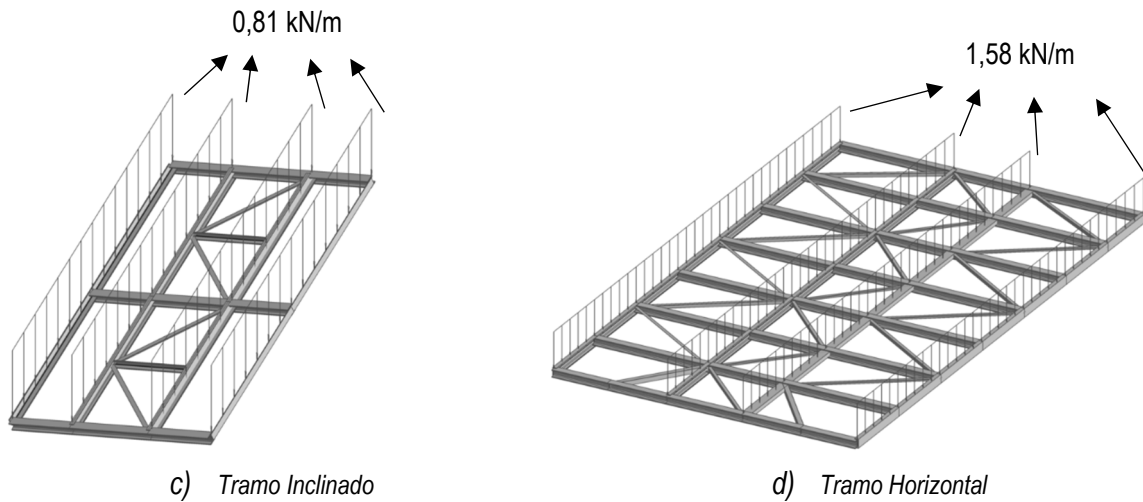 0,81 kN/m
1,58 kN/m
c) Tramo Inclinado
d) Tramo Horizontal